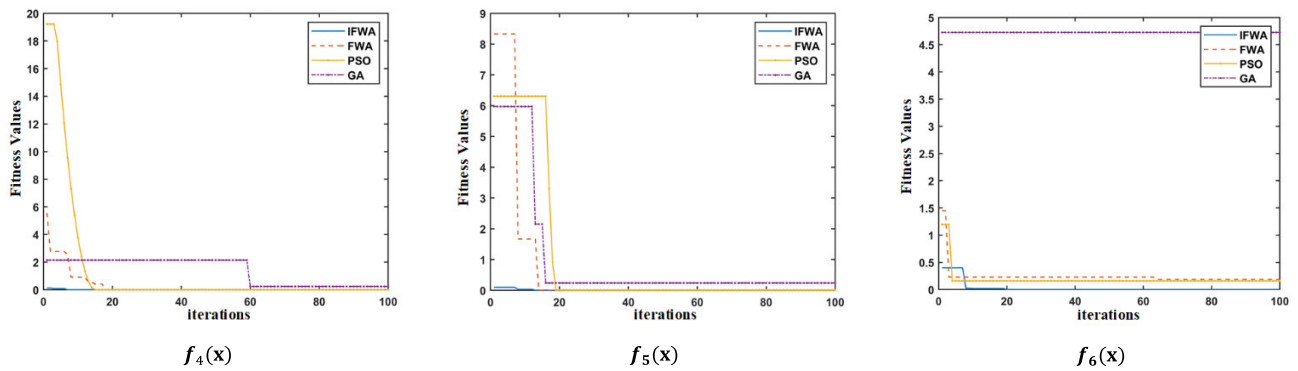 20
18
16
14
12
10
8
6
4
2
0
Fitness Values
IFWA
FWA
PSO
GA
0 20 40 60 80 100
iterations
f4(x)
9
8
7
6
5
4
3
2
1
0
Fitness Values
IFWA
FWA
PSO
GA
0 20 40 60 80 100
iterations
f5(x)
5
4.5
4
3.5
3
2.5
2
1.5
1
0.5
0
Fitness Values
IFWA
FWA
PSO
GA
0 20 40 60 80 100
iterations
f6(x)